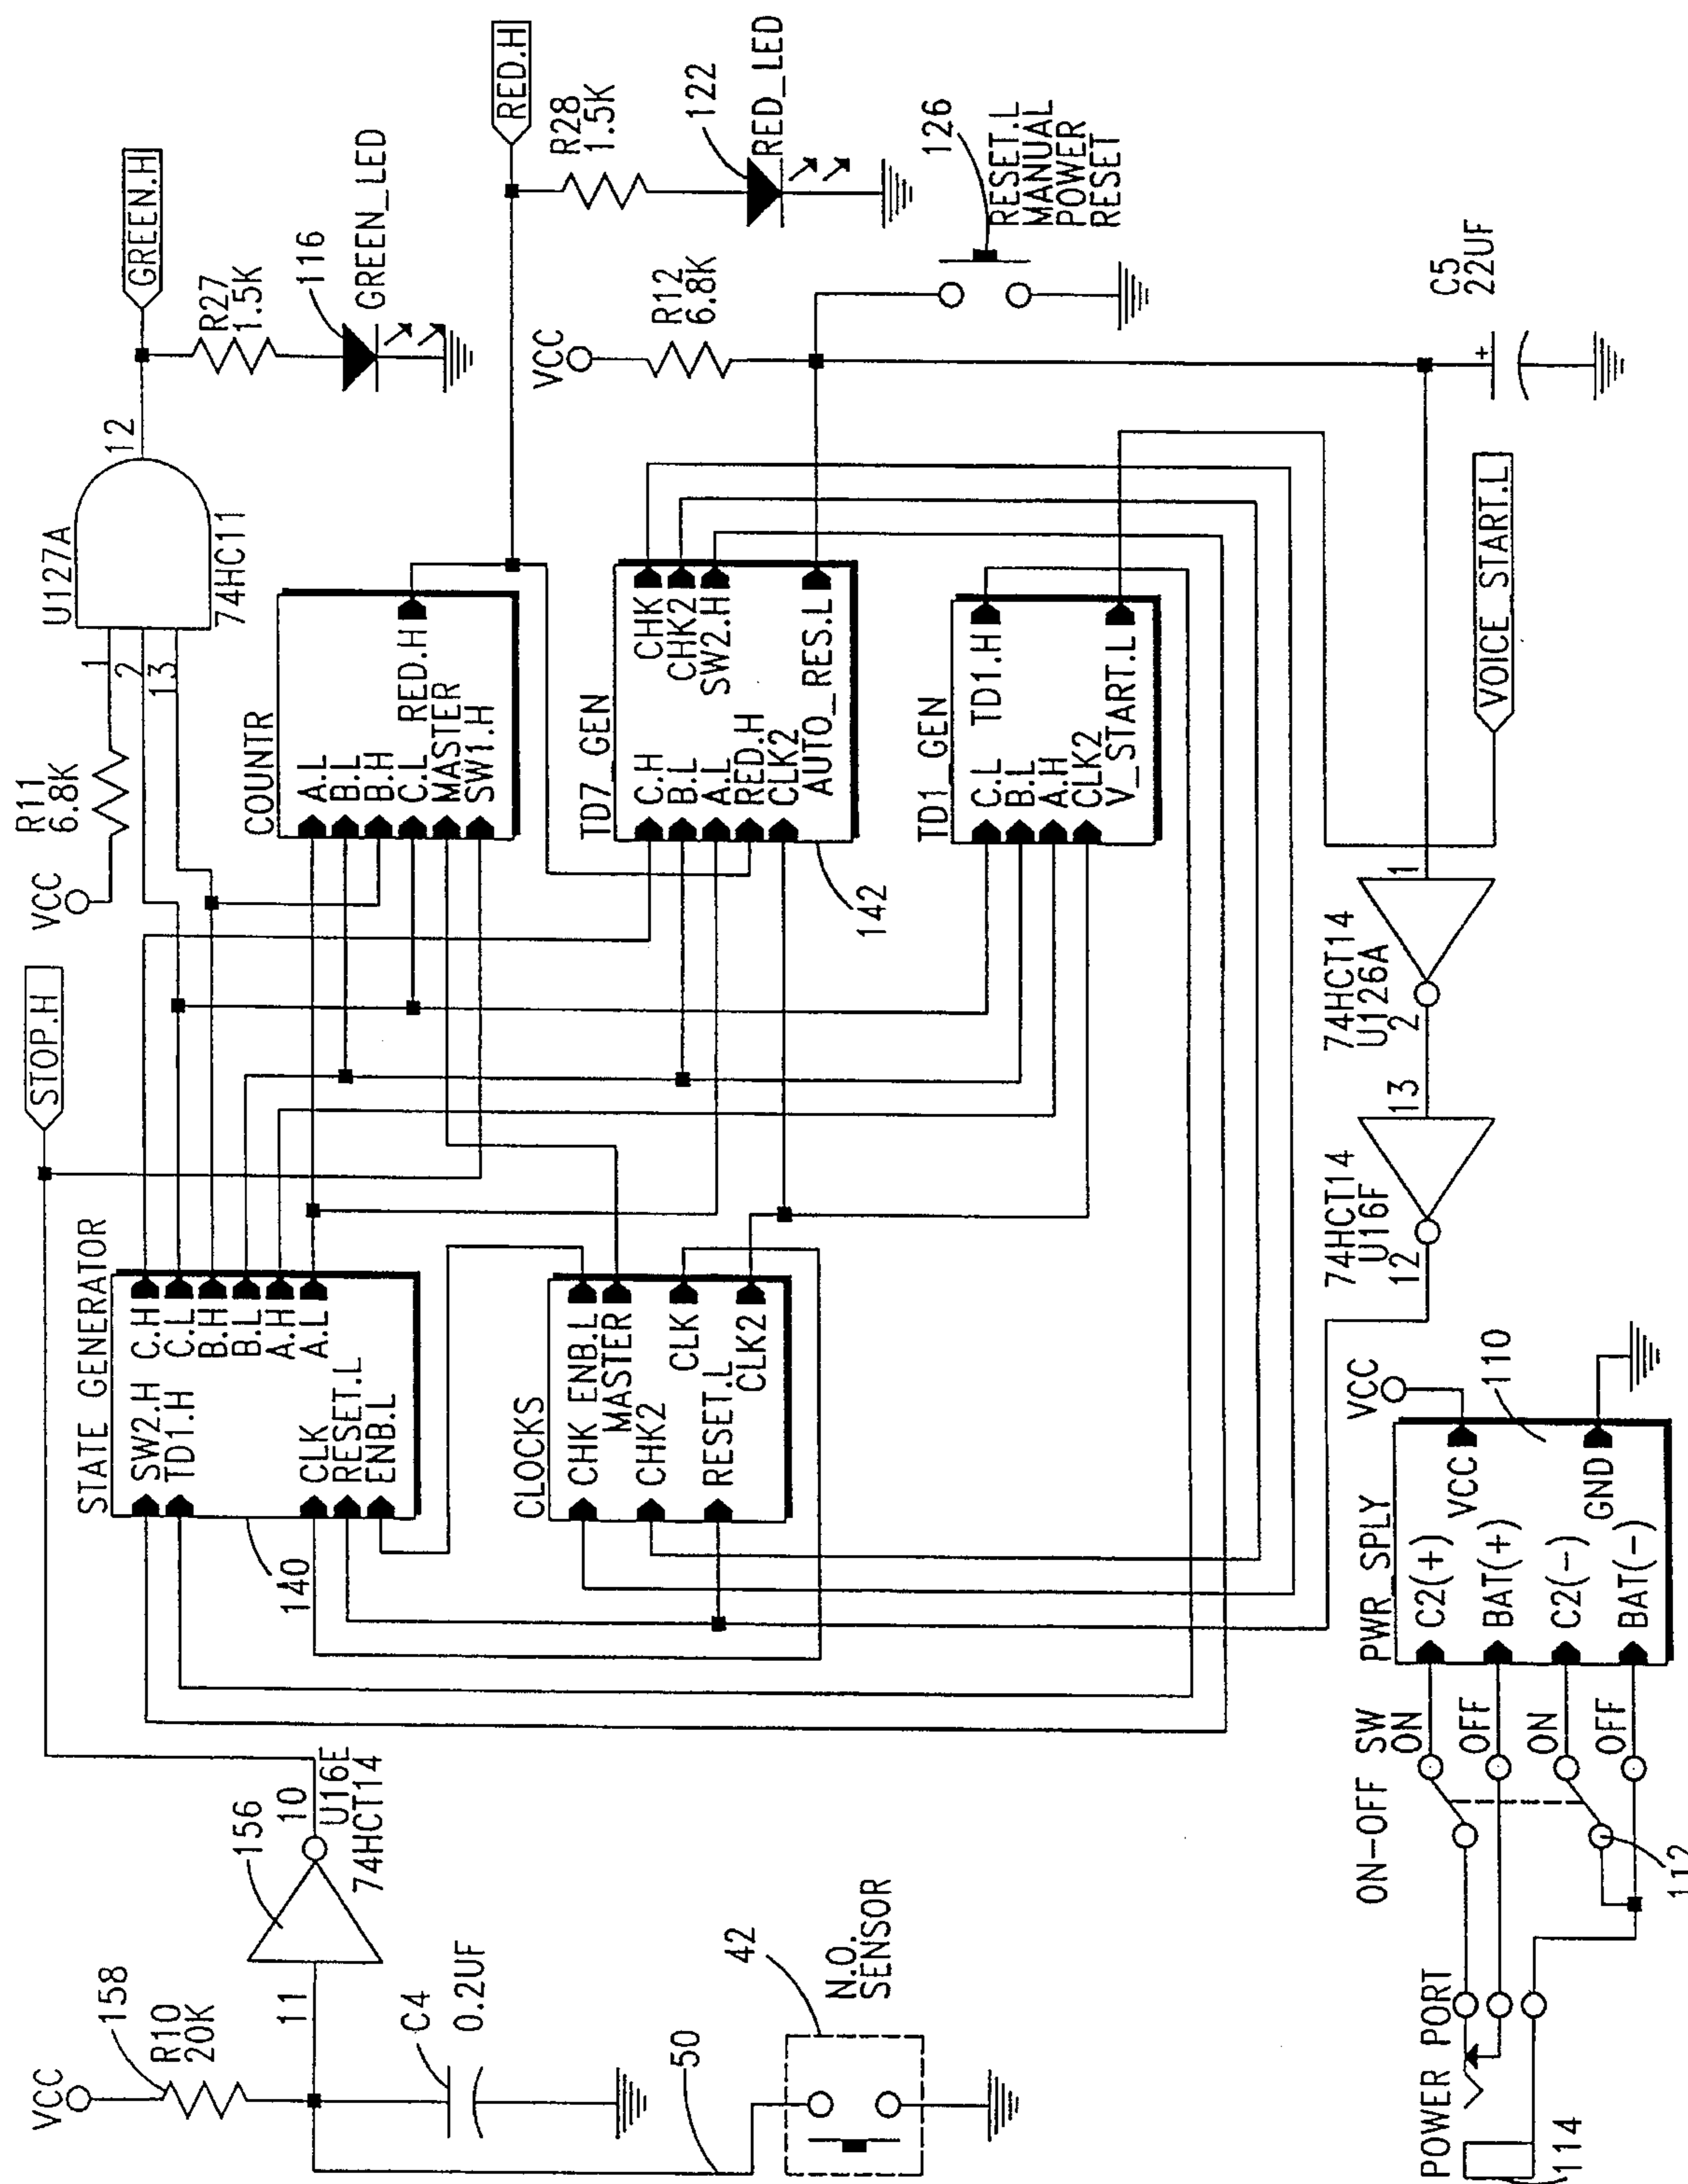 VCC
158
R10
20K
11
C4
0.2UF
50
42
N.O.
SENSOR
156
10
U16E
74HCT14
STOP.H
STATE GENERATOR
SW2.H
TD1.H
CLK
RESET.L
ENB.L
C.H
C.L
B.H
B.L
A.H
A.L
140
CLOCKS
CHK
CHK2
RESET.L
ENB.L
MASTER
CLK
CLK2
VCC
R11
6.8K
1
2
13
U127A
74HC11
12
GREEN.H
R27
1.5K
116
GREEN_LED
COUNTR
A.L
B.L
B.H
C.L
MASTER
SW1.H
RED.H
RED.H
R28
1.5K
122
RED_LED
TD7_GEN
C.H
B.L
A.L
RED.H
CLK2
CHK
CHK2
SW2.H
AUTO_RES.L
142
VCC
R12
6.8K
126
RESET.L
MANUAL
POWER
RESET
TD1_GEN
C.L
B.L
A.H
CLK2
TD1.H
V_START.L
VOICE_START.L
C5
22UF
+
74HCT14
U126A
1
2
74HCT14
U16F
13
12
POWER PORT
114
ON-OFF SW
ON
OFF
ON
OFF
112
PWR_SPLY
C2(+)
BAT(+)
C2(-)
BAT(-)
VCC
GND
VCC
110